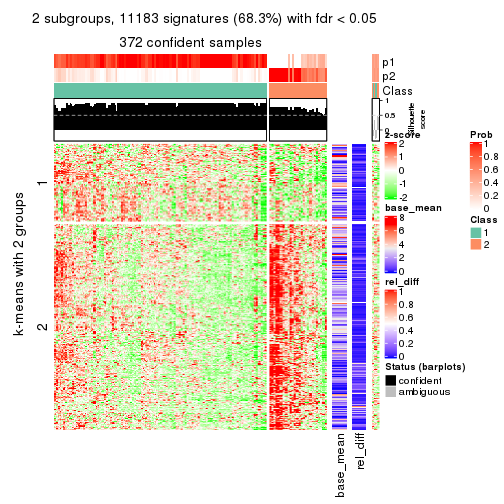 2 subgroups, 11183 signatures (68.3%) with fdr < 0.05
372 confident samples
p1
p2
Class
1
0.5
0
Silhouette
score
k-means with 2 groups
1
2
base_mean
rel_diff
z-score
2
1
0
-1
-2
base_mean
8
6
4
2
0
rel_diff
1
0.8
0.6
0.4
0.2
0
Status (barplots)
confident
ambiguous
Prob
1
0.8
0.6
0.4
0.2
0
Class
1
2